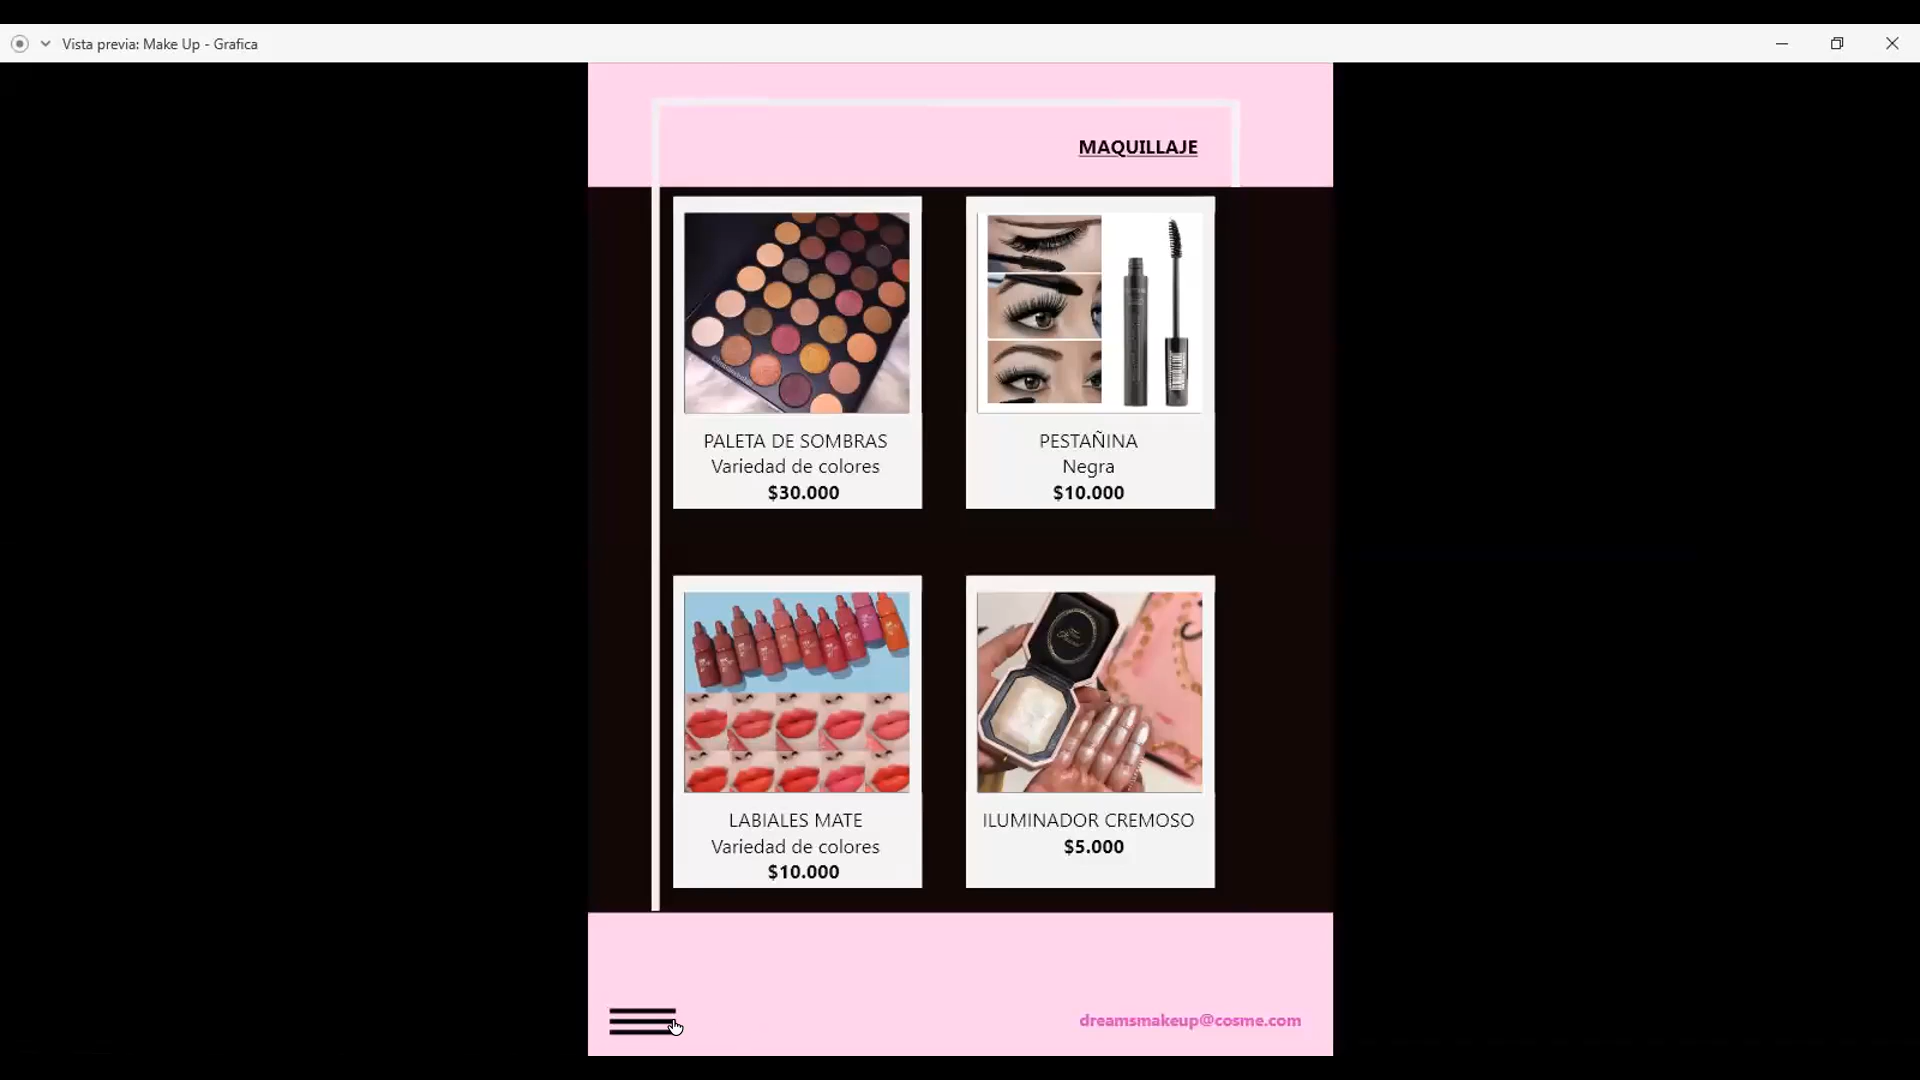 Vista previa: Make Up - Grafica
MAQUILLAJE
PALETA DE SOMBRAS
Variedad de colores
$30.000
PESTAÑINA
Negra
$10.000
LABIALES MATE
Variedad de colores
$10.000
ILUMINADOR CREMOSO
$5.000
dreamsmakeup@cosme.com